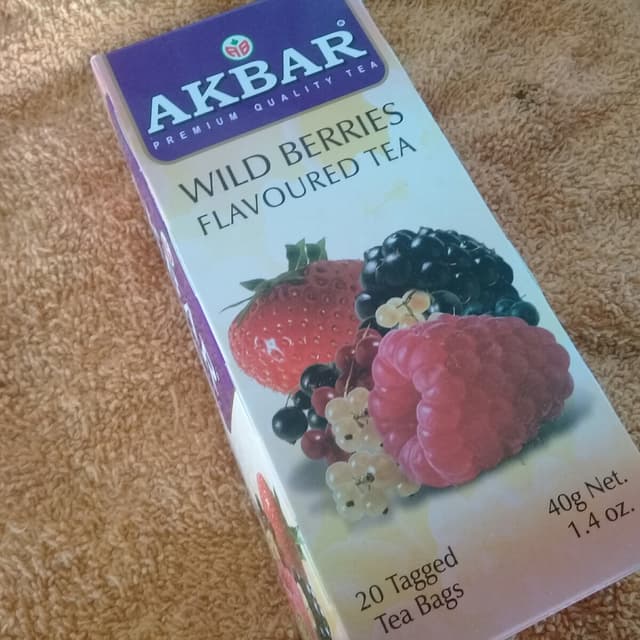 AKBAR
PREMIUM QUALITY TEA
WILD BERRIES
FLAVOURED TEA
40g Net.
1.4 oz.
20 Tagged
Tea Bags